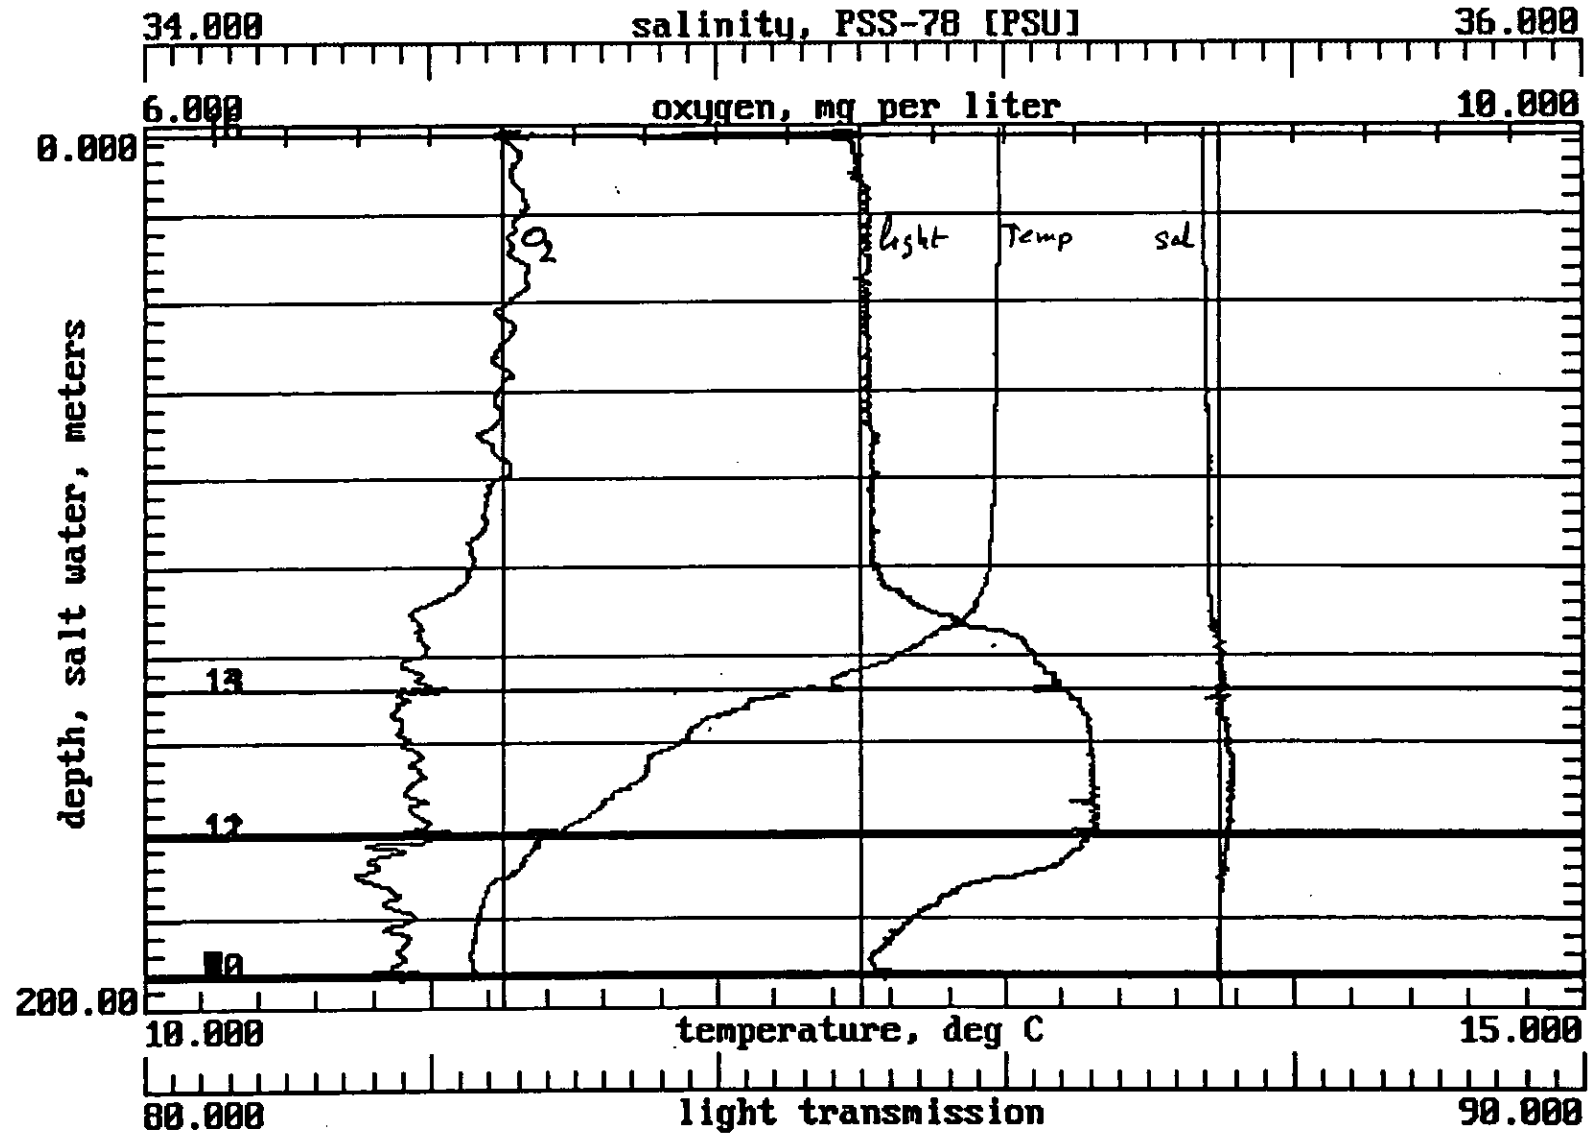 34.000 salinity, PSS-78 [PSU] 36.000
6.000 oxygen, mg per liter 10.000
0.000
O2 light Temp sal
depth, salt water, meters
200.00
10.000 temperature, deg C 15.000
80.000 light transmission 90.000